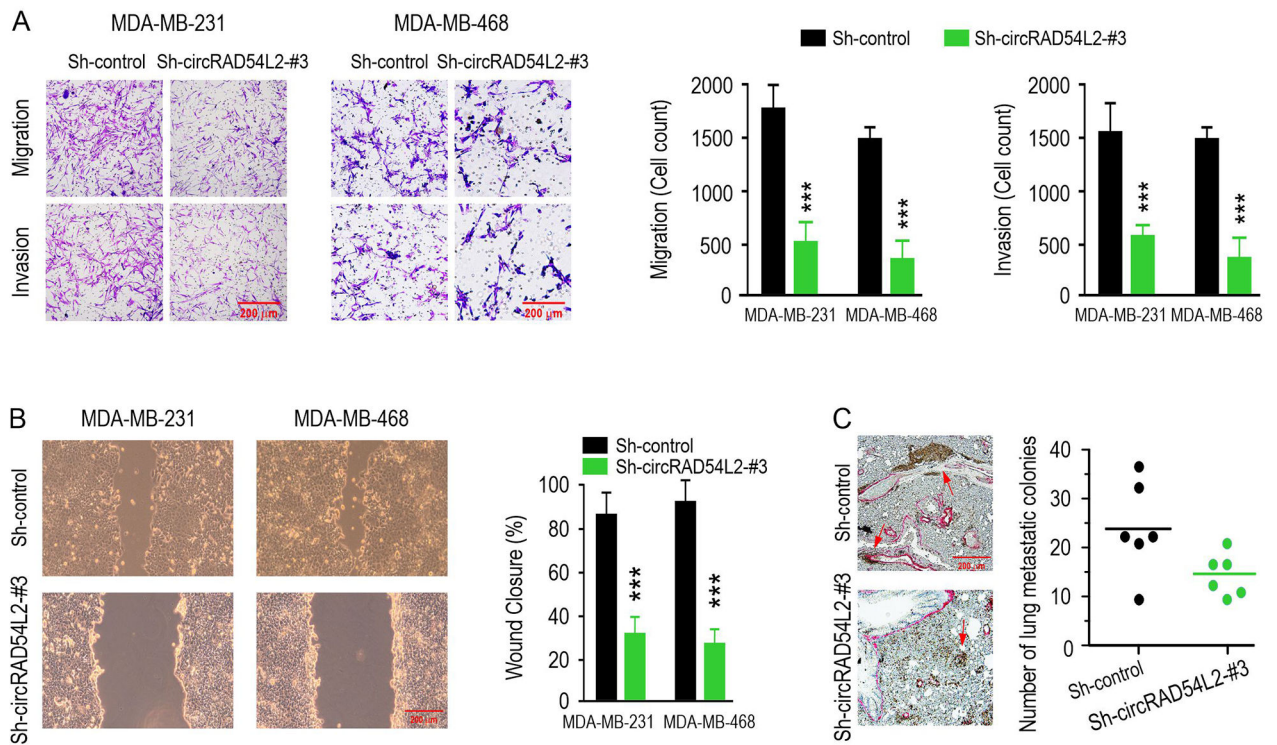 A
MDA-MB-231
MDA-MB-468
Sh-control Sh-circRAD54L2-#3
Sh-control Sh-circRAD54L2-#3
Migration
Invasion
200 μm
200 μm
Sh-control
Sh-circRAD54L2-#3
Migration (Cell count)
2000
1500
1000
500
0
***
***
MDA-MB-231 MDA-MB-468
Invasion (Cell count)
2000
1500
1000
500
0
***
***
MDA-MB-231 MDA-MB-468
B
MDA-MB-231
MDA-MB-468
Sh-control
Sh-circRAD54L2-#3
200 μm
Sh-control
Sh-circRAD54L2-#3
Wound Closure (%)
100
80
60
40
20
0
***
***
MDA-MB-231 MDA-MB-468
C
Sh-control
Sh-circRAD54L2-#3
200 μm
Number of lung metastatic colonies
40
30
20
10
0
Sh-control
Sh-circRAD54L2-#3